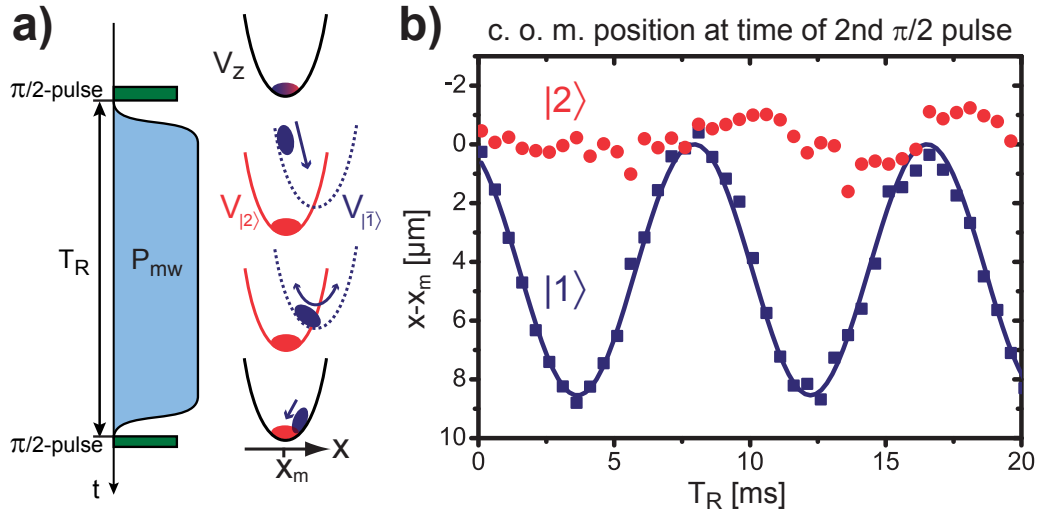 a)
π/2-pulse
T_R
P_mw
π/2-pulse
t
V_Z
V_|2⟩
V_|1̄⟩
x
x_m
b)
c. o. m. position at time of 2nd π/2 pulse
x-x_m [µm]
-2
0
2
4
6
8
10
|2⟩
|1⟩
0
5
10
15
20
T_R [ms]